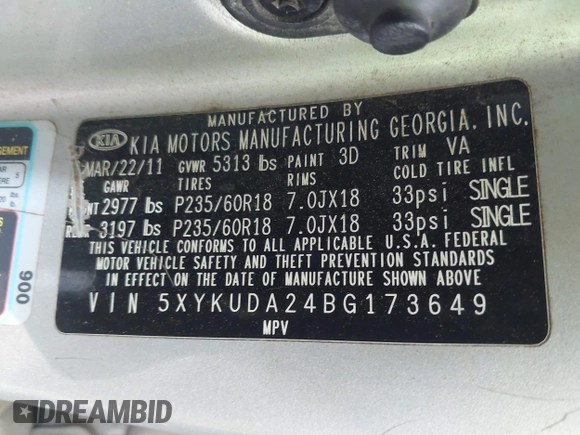 MANUFACTURED BY
KIA KIA MOTORS MANUFACTURING GEORGIA, INC.
MAR/22/11 GVWR 5313 lbs PAINT 3D TRIM VA
GAWR TIRES RIMS COLD TIRE INFL
NT 2977 lbs P235/60R18 7.0JX18 33psi SINGLE
3197 lbs P235/60R18 7.0JX18 33psi SINGLE
THIS VEHICLE CONFORMS TO ALL APPLICABLE U.S.A. FEDERAL
MOTOR VEHICLE SAFETY AND THEFT PREVENTION STANDARDS
IN EFFECT ON THE DATE OF MANUFACTURE SHOWN ABOVE.
VIN 5XYKUDA24BG173649
MPV
006
DREAMBID